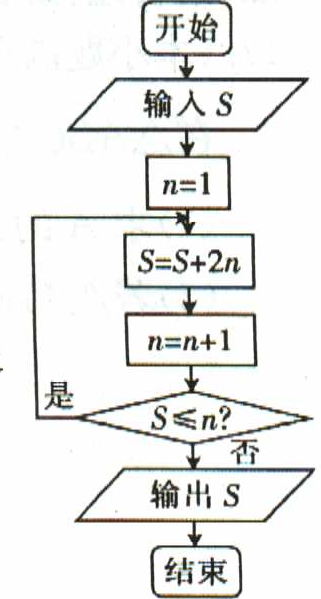 开始
输入 S
n=1
S=S+2n
n=n+1
是
S≤n?
否
输出 S
结束